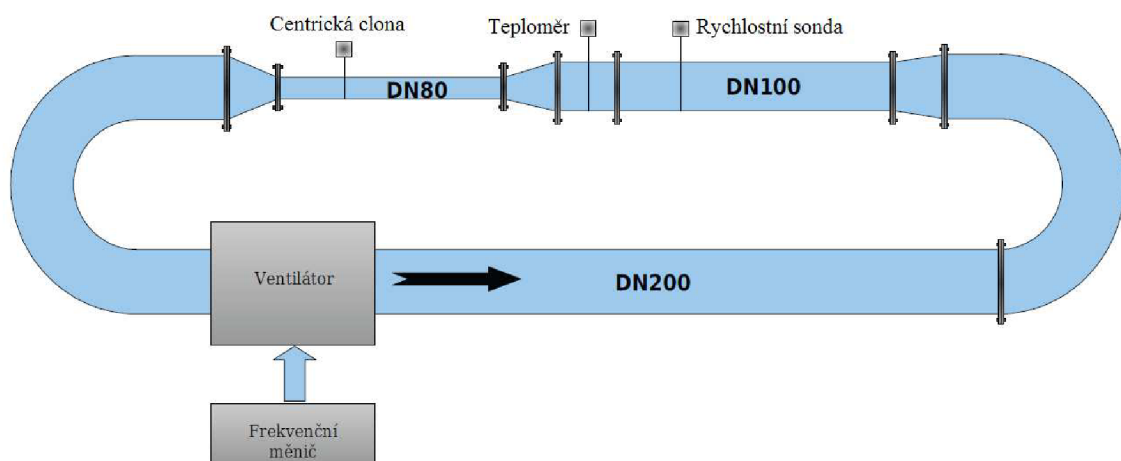 Centrická clona
Teploměr
Rychlostní sonda
DN80
DN100
Ventilátor
DN200
Frekvenční
měnič